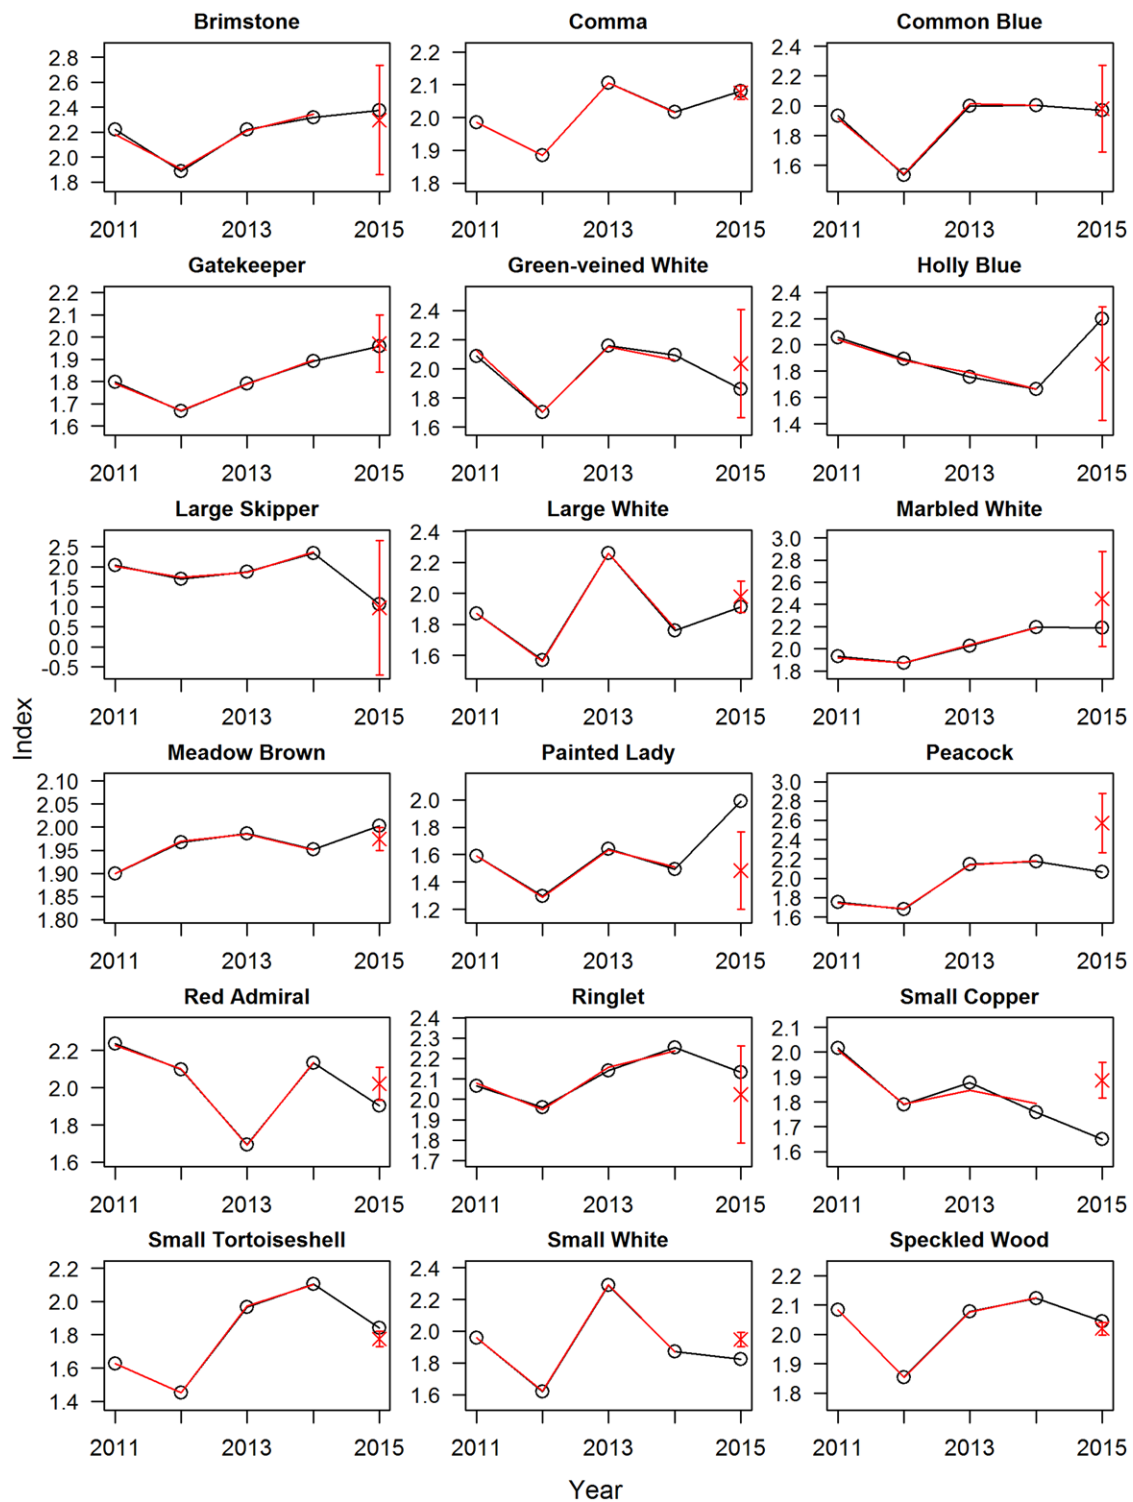 Brimstone
2.8
2.6
2.4
2.2
2.0
1.8
2011 2013 2015
Comma
2.2
2.1
2.0
1.9
1.8
2011 2013 2015
Common Blue
2.4
2.2
2.0
1.8
1.6
2011 2013 2015
Gatekeeper
2.2
2.1
2.0
1.9
1.8
1.7
1.6
2011 2013 2015
Green-veined White
2.4
2.2
2.0
1.8
1.6
2011 2013 2015
Holly Blue
2.4
2.2
2.0
1.8
1.6
1.4
2011 2013 2015
Large Skipper
2.5
2.0
1.5
1.0
0.5
0.0
-0.5
2011 2013 2015
Large White
2.4
2.2
2.0
1.8
1.6
2011 2013 2015
Marbled White
3.0
2.8
2.6
2.4
2.2
2.0
1.8
2011 2013 2015
Index
Meadow Brown
2.10
2.05
2.00
1.95
1.90
1.85
1.80
2011 2013 2015
Painted Lady
2.0
1.8
1.6
1.4
1.2
2011 2013 2015
Peacock
3.0
2.8
2.6
2.4
2.2
2.0
1.8
1.6
2011 2013 2015
Red Admiral
2.2
2.0
1.8
1.6
2011 2013 2015
Ringlet
2.4
2.3
2.2
2.1
2.0
1.9
1.8
1.7
2011 2013 2015
Small Copper
2.1
2.0
1.9
1.8
1.7
1.6
2011 2013 2015
Small Tortoiseshell
2.2
2.0
1.8
1.6
1.4
2011 2013 2015
Small White
2.4
2.2
2.0
1.8
1.6
2011 2013 2015
Speckled Wood
2.2
2.1
2.0
1.9
1.8
2011 2013 2015
Year